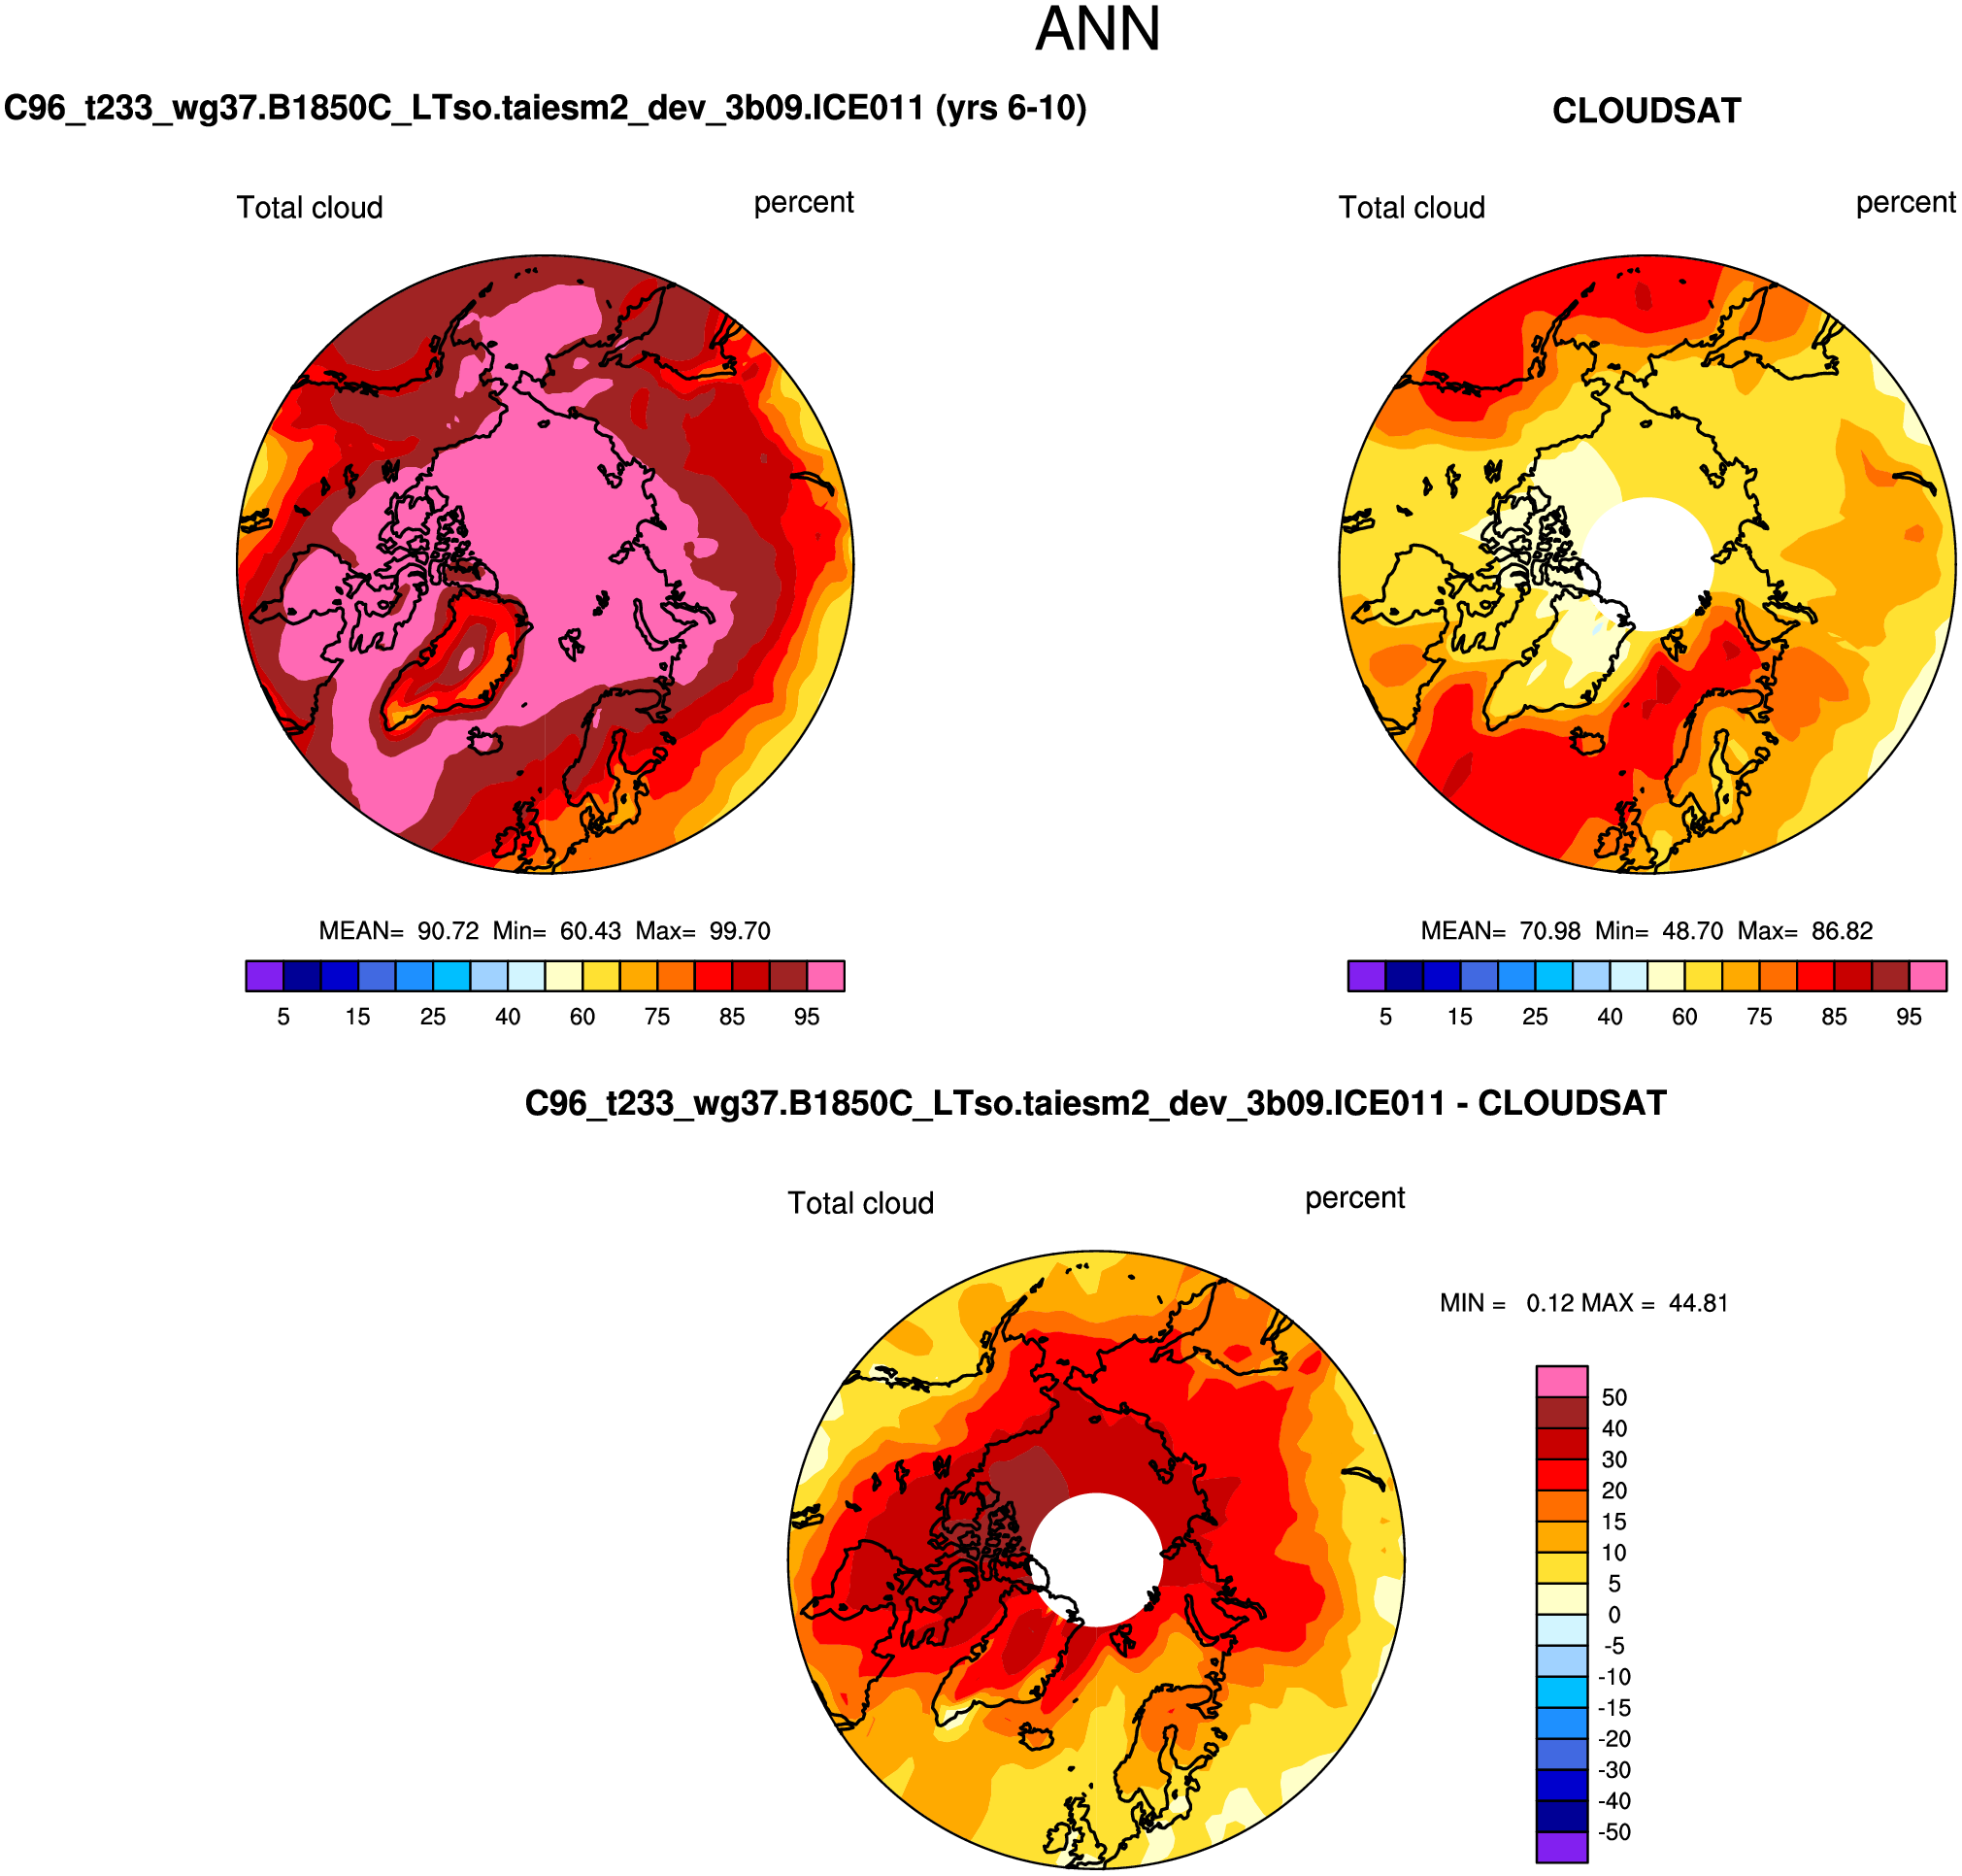 ANN
C96_t233_wg37.B1850C_LTso.taiesm2_dev_3b09.ICE011 (yrs 6-10)
CLOUDSAT
Total cloud percent
Total cloud percent
MEAN= 90.72 Min= 60.43 Max= 99.70
5 15 25 40 60 75 85 95
MEAN= 70.98 Min= 48.70 Max= 86.82
5 15 25 40 60 75 85 95
C96_t233_wg37.B1850C_LTso.taiesm2_dev_3b09.ICE011 - CLOUDSAT
Total cloud percent
MIN = 0.12 MAX = 44.81
50
40
30
20
15
10
5
0
-5
-10
-15
-20
-30
-40
-50